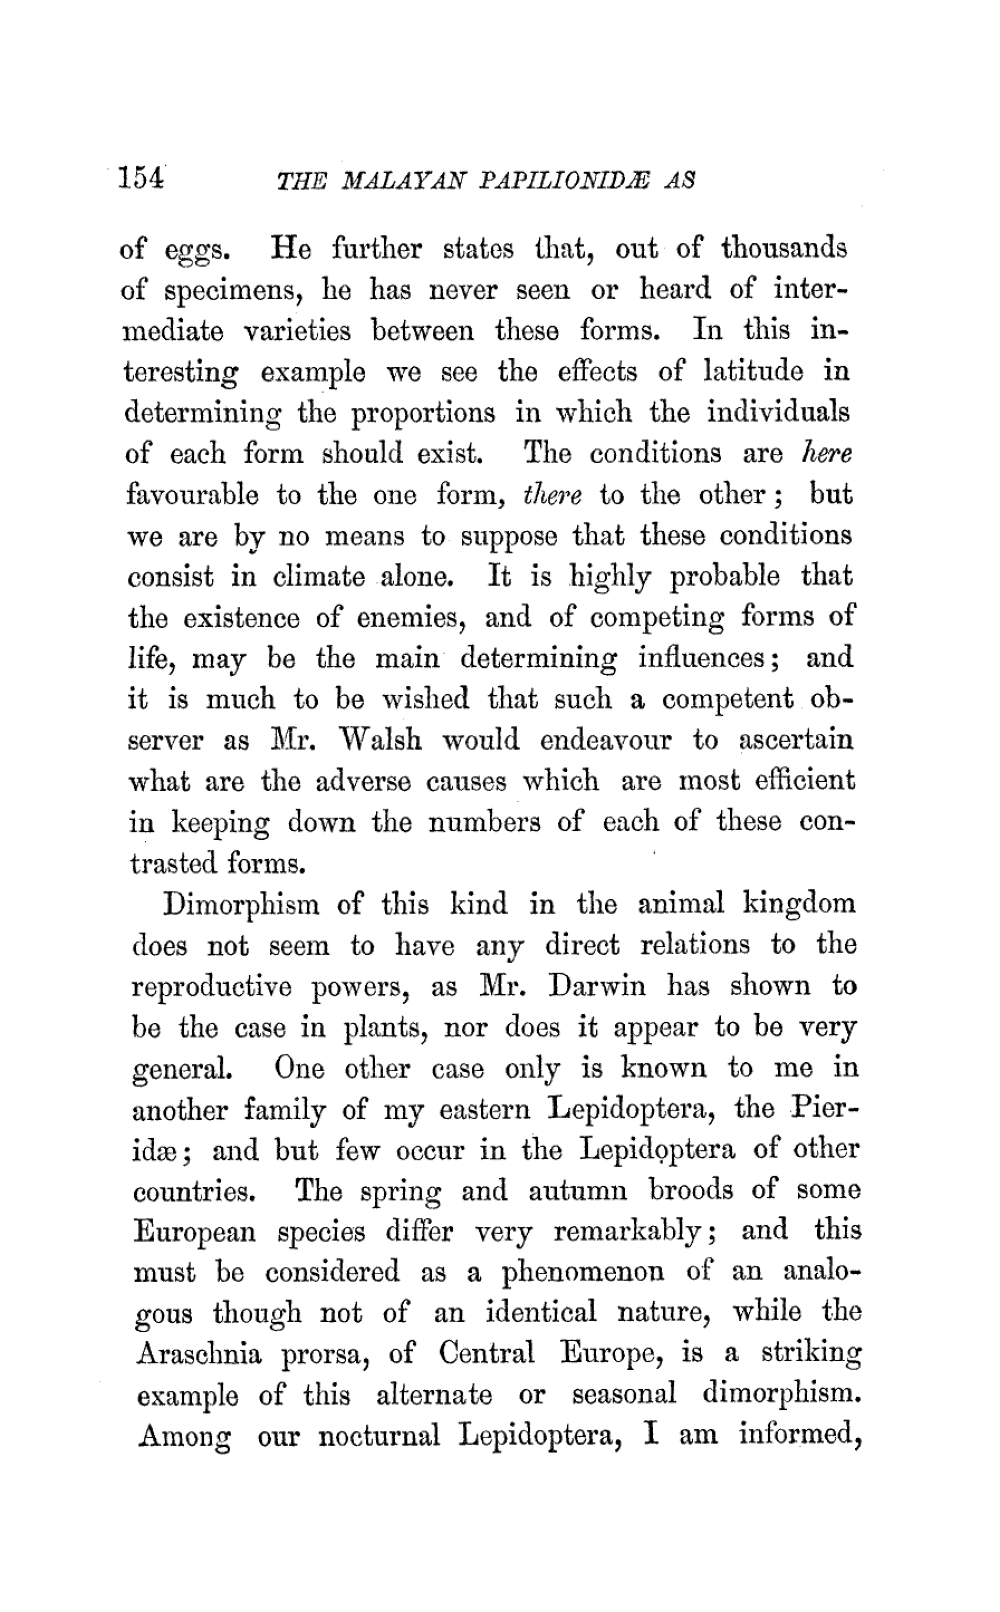 154 THE MALAYAN PAPILIONIDÆ AS
of eggs. He further states that, out of thousands
of specimens, he has never seen or heard of inter-
mediate varieties between these forms. In this in-
teresting example we see the effects of latitude in
determining the proportions in which the individuals
of each form should exist. The conditions are here
favourable to the one form, there to the other; but
we are by no means to suppose that these conditions
consist in climate alone. It is highly probable that
the existence of enemies, and of competing forms of
life, may be the main determining influences; and
it is much to be wished that such a competent ob-
server as Mr. Walsh would endeavour to ascertain
what are the adverse causes which are most efficient
in keeping down the numbers of each of these con-
trasted forms.
Dimorphism of this kind in the animal kingdom
does not seem to have any direct relations to the
reproductive powers, as Mr. Darwin has shown to
be the case in plants, nor does it appear to be very
general. One other case only is known to me in
another family of my eastern Lepidoptera, the Pier-
idæ; and but few occur in the Lepidoptera of other
countries. The spring and autumn broods of some
European species differ very remarkably; and this
must be considered as a phenomenon of an analo-
gous though not of an identical nature, while the
Araschnia prorsa, of Central Europe, is a striking
example of this alternate or seasonal dimorphism.
Among our nocturnal Lepidoptera, I am informed,